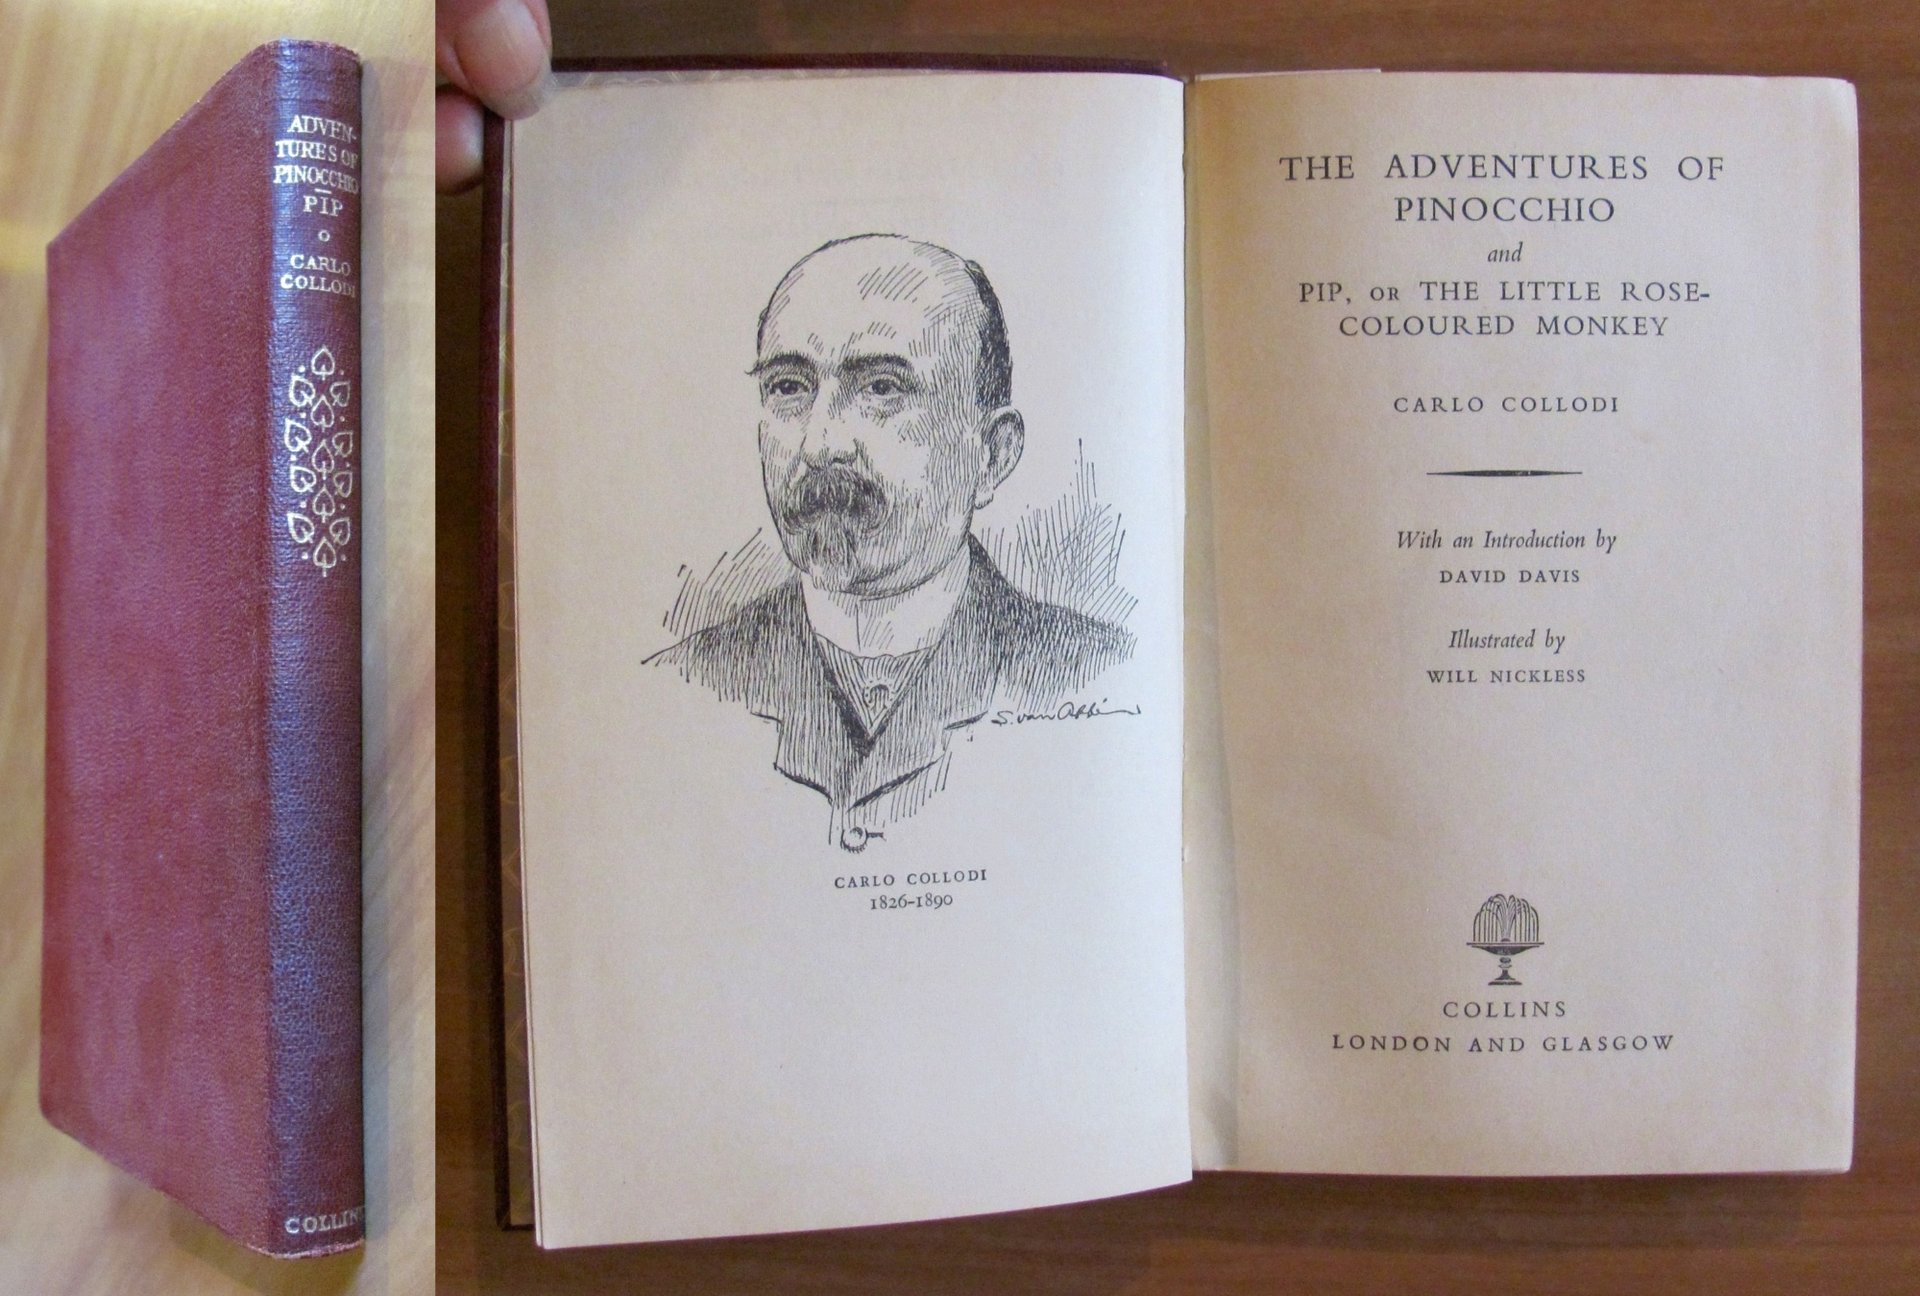 ADVEN-
TURES OF
PINOCCHIO
PIP
CARLO
COLLODI
COLLINS
S. van Abbé
CARLO COLLODI
1826-1890
THE ADVENTURES OF
PINOCCHIO
and
PIP, OR THE LITTLE ROSE-
COLOURED MONKEY
CARLO COLLODI
With an Introduction by
DAVID DAVIS
Illustrated by
WILL NICKLESS
COLLINS
LONDON AND GLASGOW